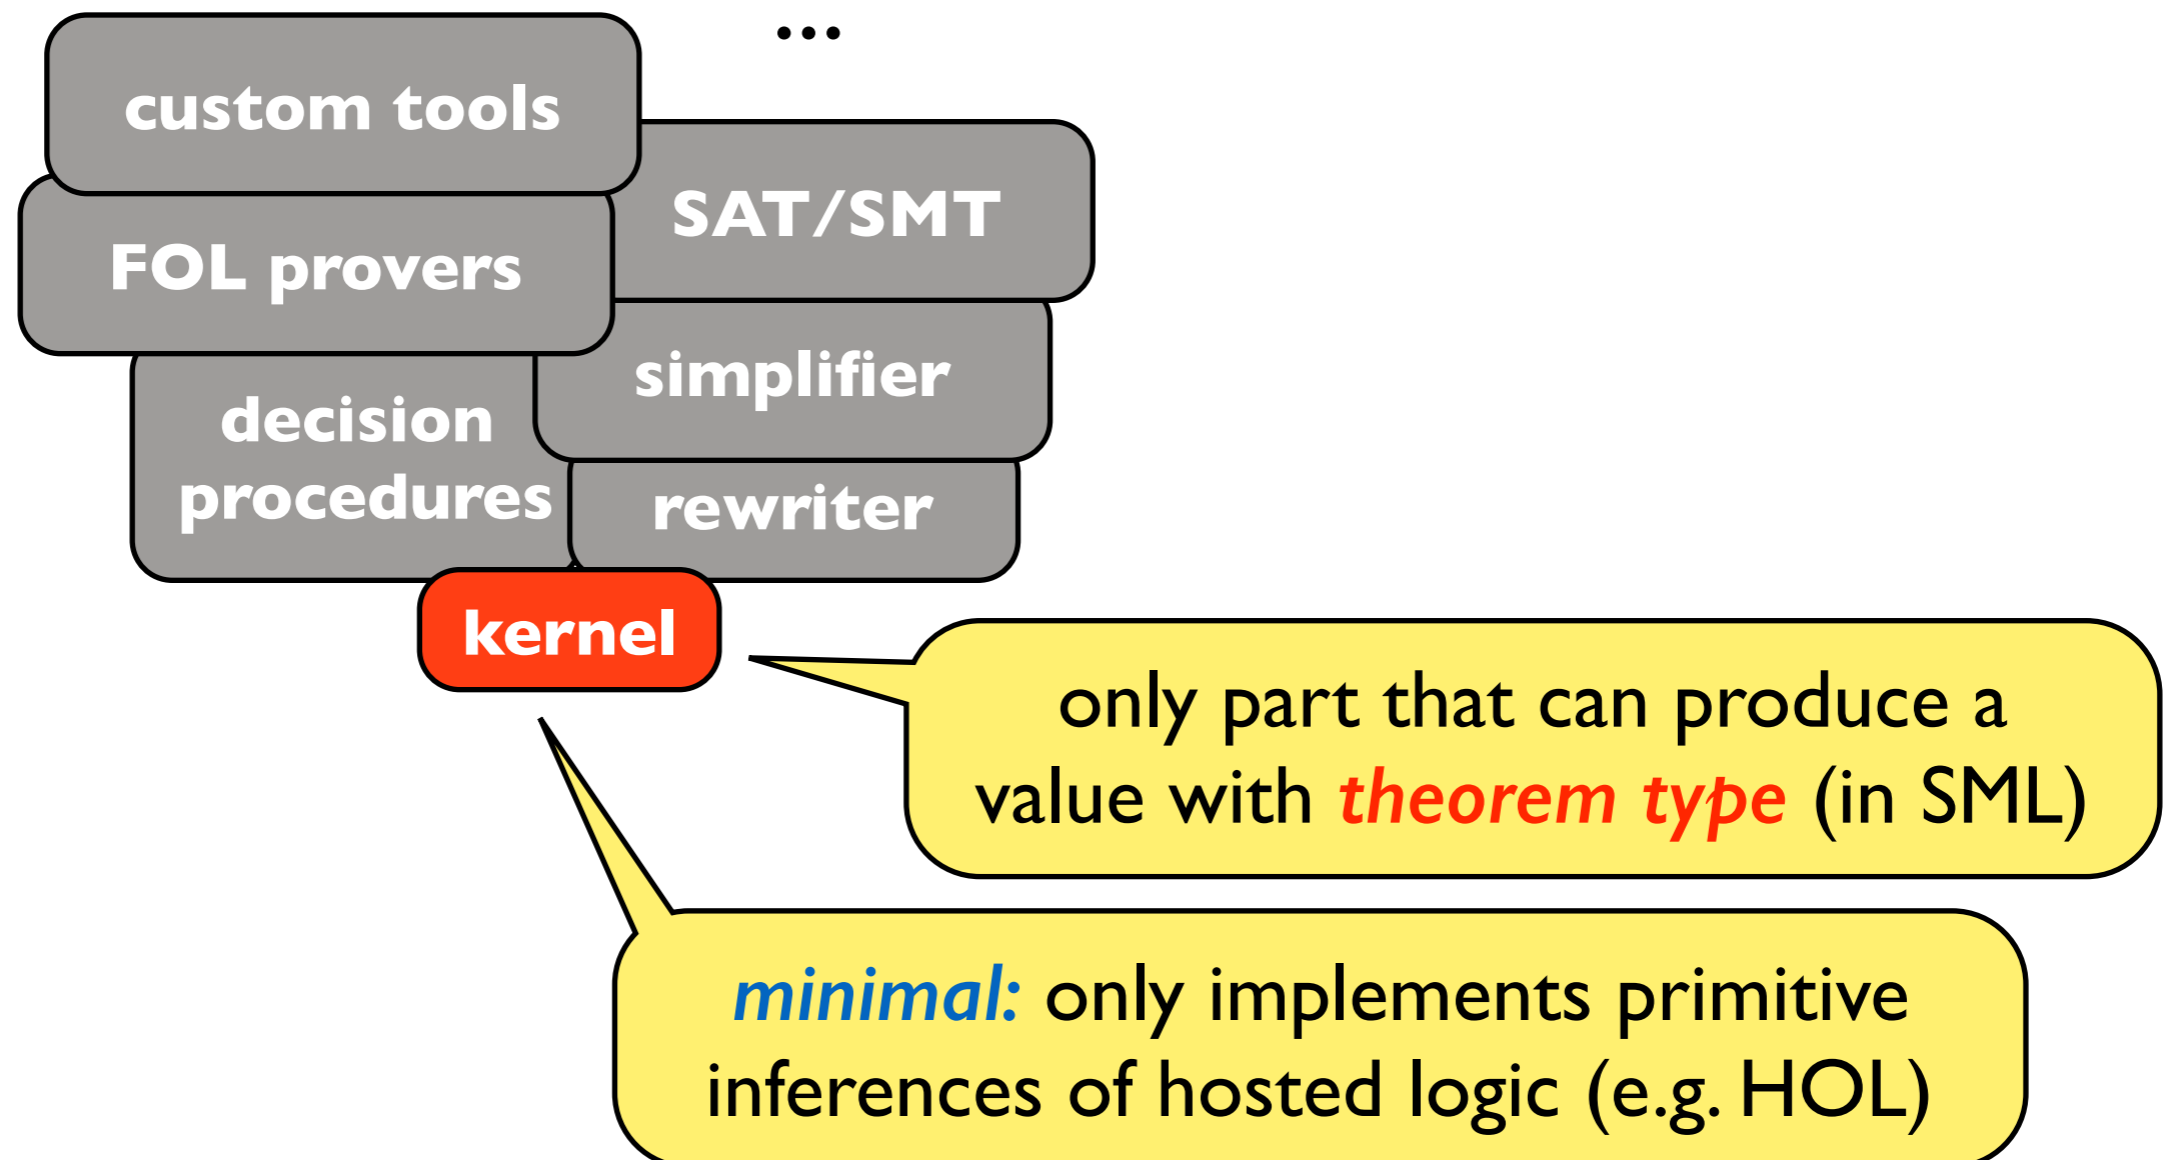 ...
custom tools
SAT/SMT
FOL provers
simplifier
decision
procedures
rewriter
kernel
only part that can produce a
value with theorem type (in SML)
minimal: only implements primitive
inferences of hosted logic (e.g. HOL)